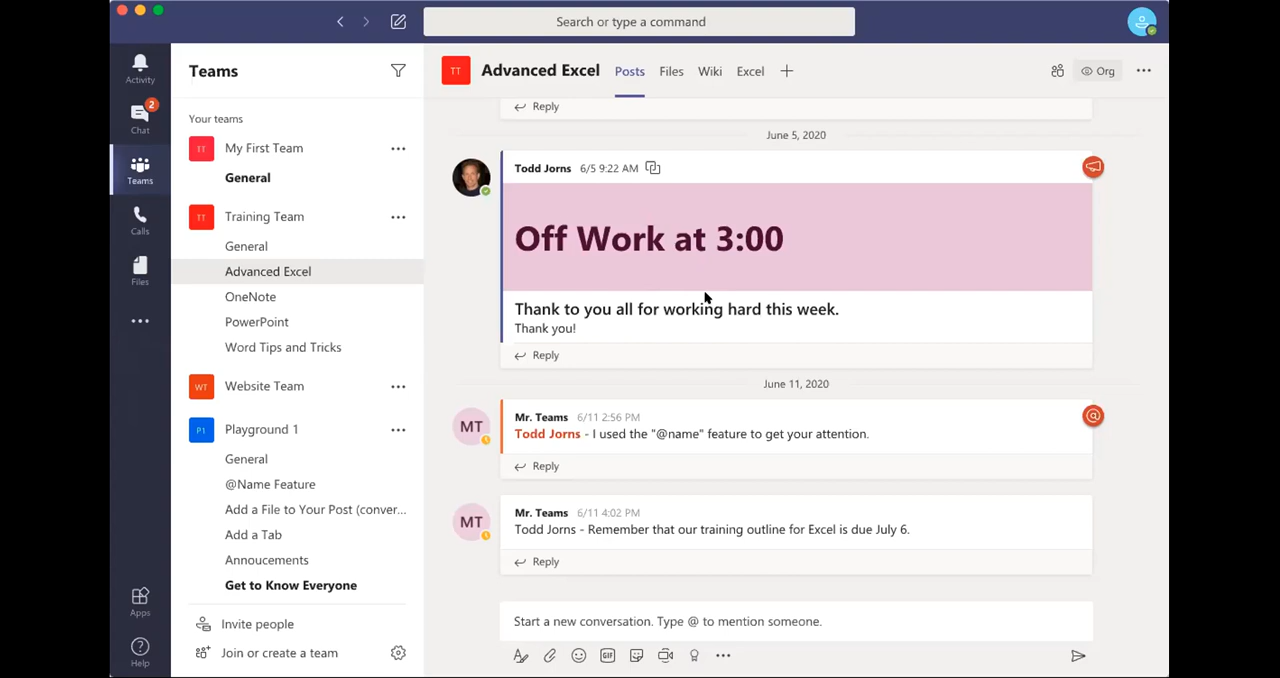 Search or type a command
Activity
2
Chat
Teams
Calls
Files
Apps
Help
Teams
Your teams
TT My First Team
General
TT Training Team
General
Advanced Excel
OneNote
PowerPoint
Word Tips and Tricks
WT Website Team
P1 Playground 1
General
@Name Feature
Add a File to Your Post (conver...
Add a Tab
Annoucements
Get to Know Everyone
Invite people
Join or create a team
TT Advanced Excel Posts Files Wiki Excel Org
Reply
June 5, 2020
Todd Jorns 6/5 9:22 AM
Off Work at 3:00
Thank to you all for working hard this week.
Thank you!
Reply
June 11, 2020
MT Mr. Teams 6/11 2:56 PM
Todd Jorns - I used the "@name" feature to get your attention.
Reply
MT Mr. Teams 6/11 4:02 PM
Todd Jorns - Remember that our training outline for Excel is due July 6.
Reply
Start a new conversation. Type @ to mention someone.
GIF